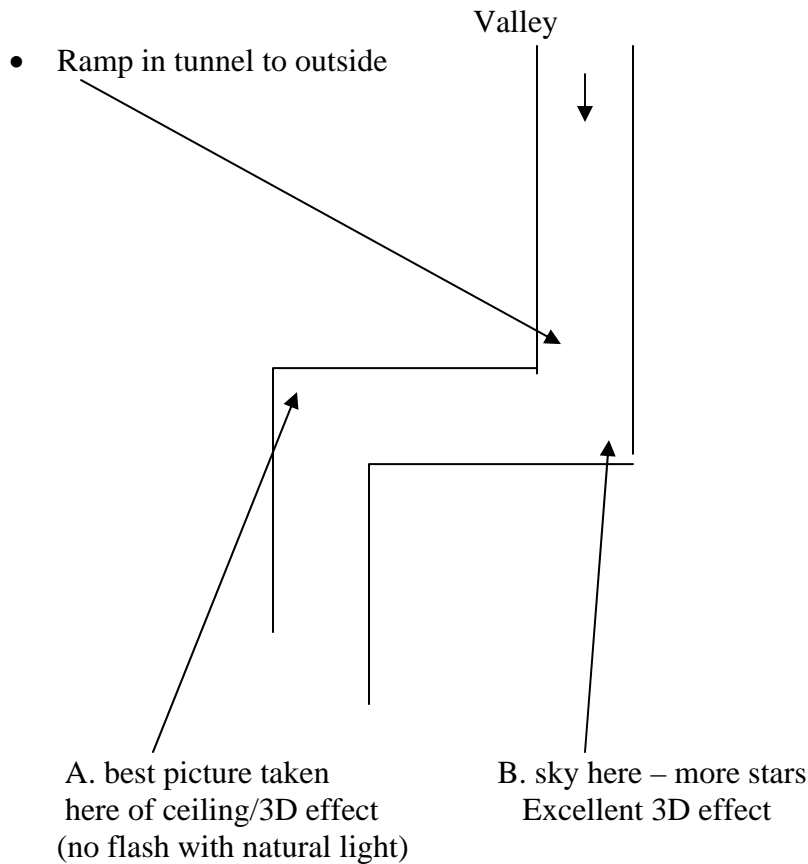 Valley
• Ramp in tunnel to outside
A. best picture taken
here of ceiling/3D effect
(no flash with natural light)
B. sky here – more stars
Excellent 3D effect